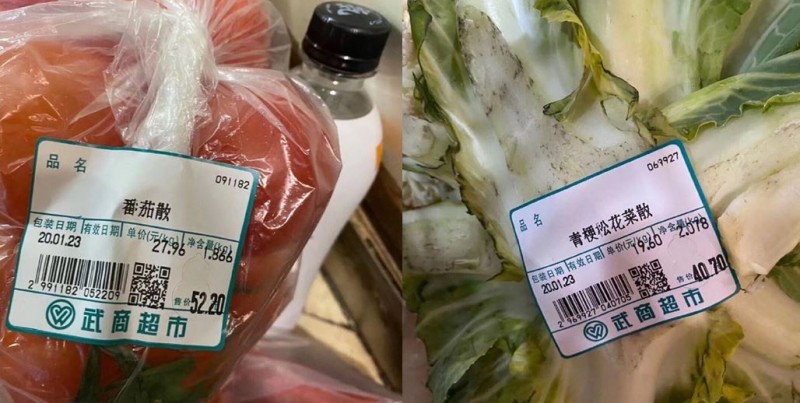 品名
091182
番茄散
包装日期 有效日期 单价(元/kg) 净含量(kg)
20.01.23 27.96 1.866
2 991182 052209
售价 52.20
武商超市
品名
069927
青梗松花菜散
包装日期 有效日期 单价(元/kg) 净含量(kg)
20.01.23 19.60 2.078
2 969927 040705
售价 40.70
武商超市